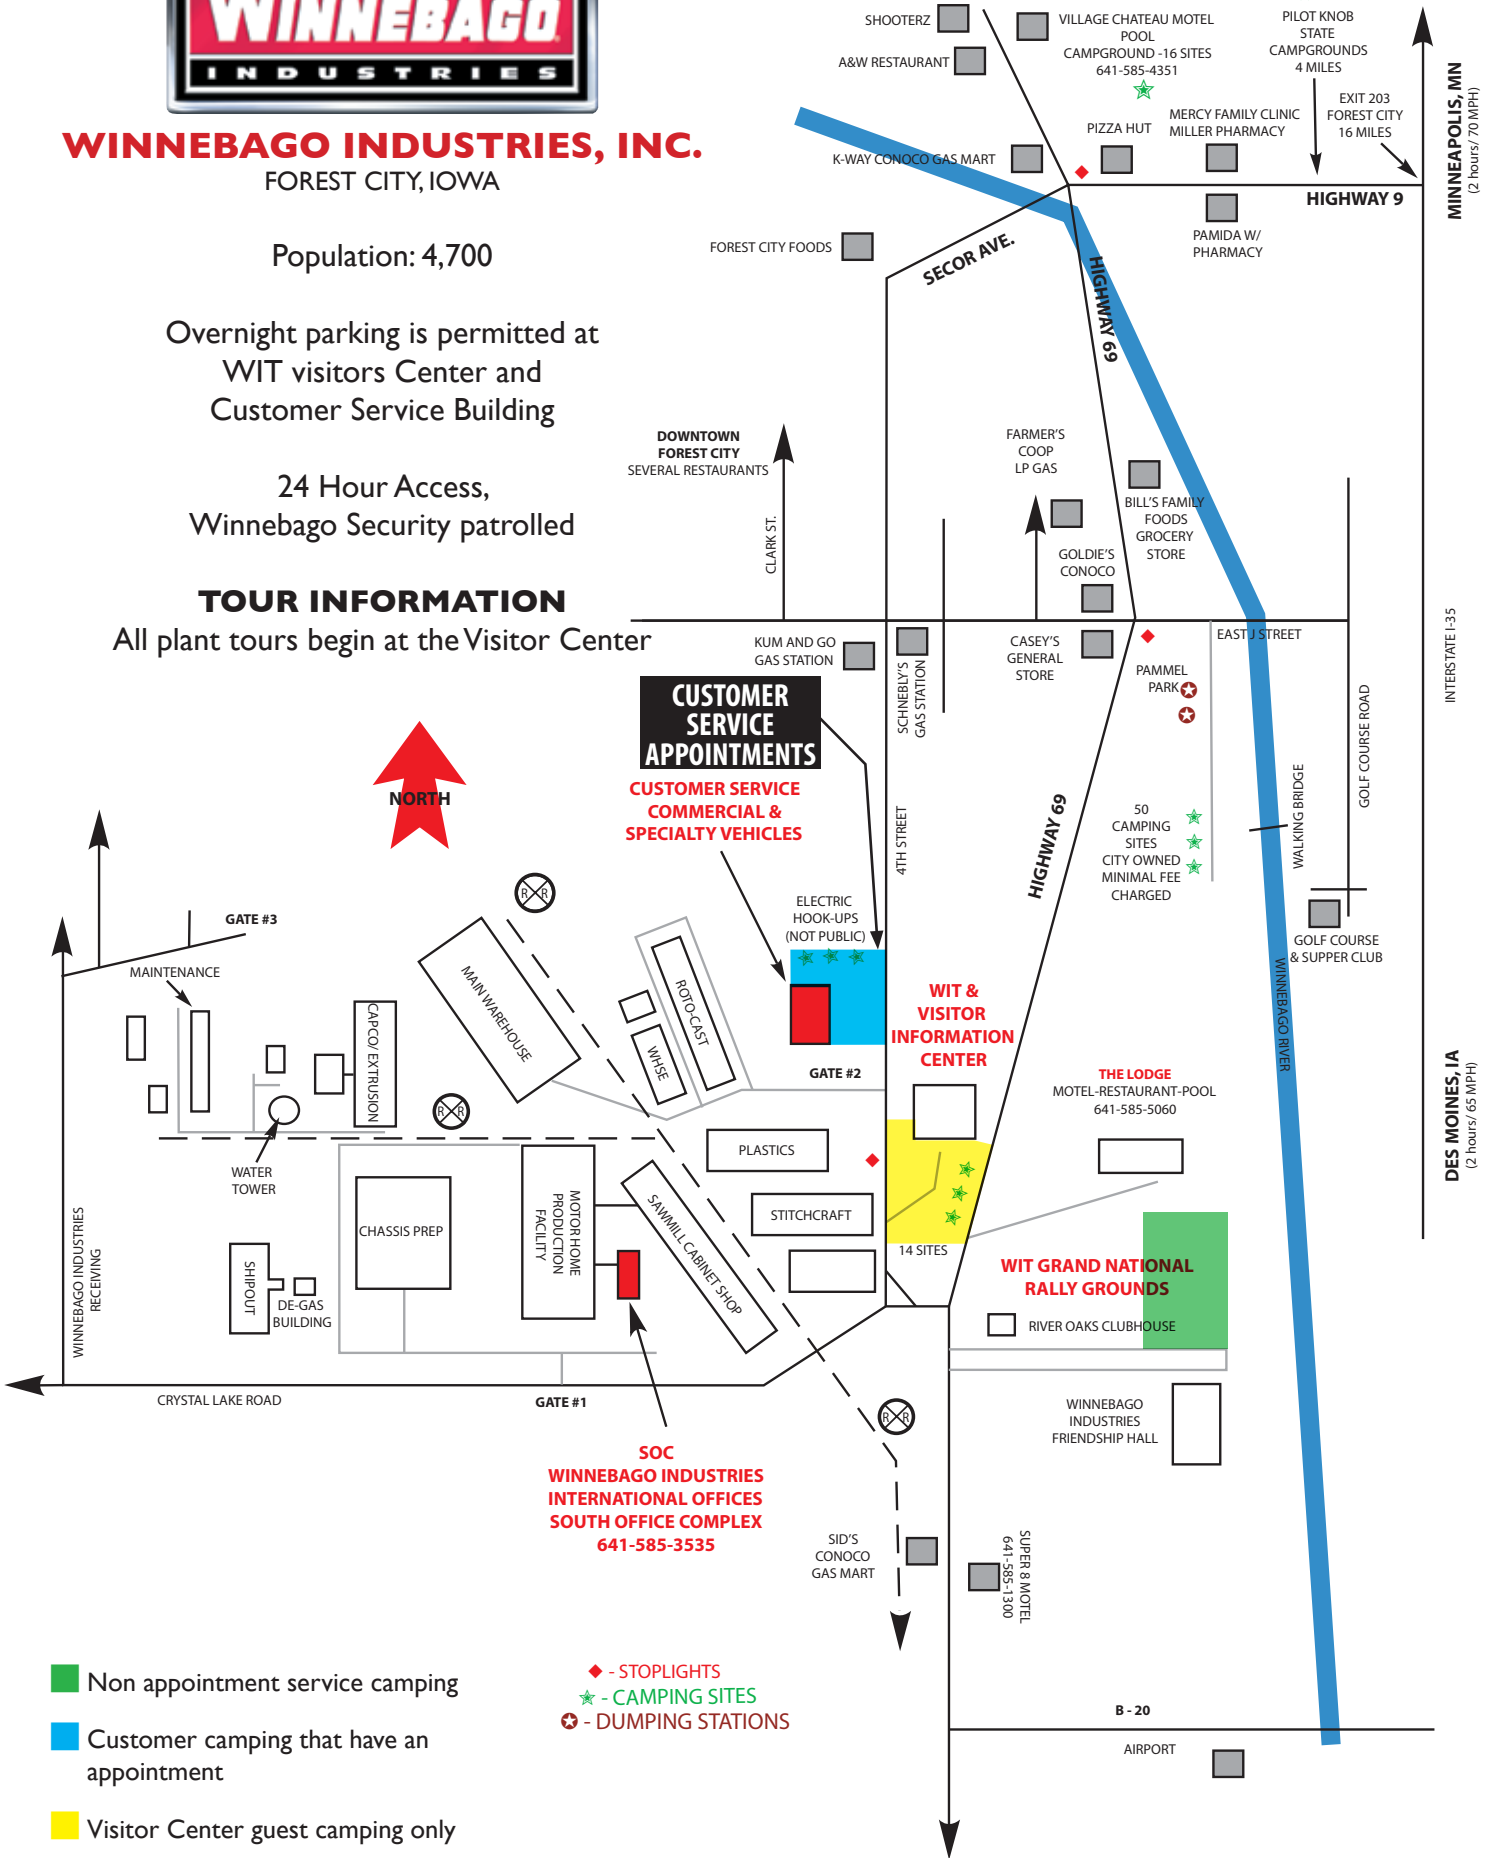 WINNEBAGO
INDUSTRIES
WINNEBAGO INDUSTRIES, INC.
FOREST CITY, IOWA
Population: 4,700
Overnight parking is permitted at
WIT visitors Center and
Customer Service Building
24 Hour Access,
Winnebago Security patrolled
TOUR INFORMATION
All plant tours begin at the Visitor Center
SHOOTERZ
A&W RESTAURANT
VILLAGE CHATEAU MOTEL
POOL
CAMPGROUND -16 SITES
641-585-4351
PILOT KNOB
STATE
CAMPGROUNDS
4 MILES
EXIT 203
FOREST CITY
16 MILES
MINNEAPOLIS, MN
(2 hours/ 70 MPH)
PIZZA HUT
MERCY FAMILY CLINIC
MILLER PHARMACY
K-WAY CONOCO GAS MART
HIGHWAY 9
PAMIDA W/
PHARMACY
FOREST CITY FOODS
SECOR AVE.
HIGHWAY 69
DOWNTOWN
FOREST CITY
SEVERAL RESTAURANTS
CLARK ST.
FARMER'S
COOP
LP GAS
BILL'S FAMILY
FOODS
GROCERY
STORE
GOLDIE'S
CONOCO
EAST J STREET
KUM AND GO
GAS STATION
SCHNEBLY'S
GAS STATION
CASEY'S
GENERAL
STORE
PAMMEL
PARK
INTERSTATE I-35
GOLF COURSE ROAD
CUSTOMER
SERVICE
APPOINTMENTS
CUSTOMER SERVICE
COMMERCIAL &
SPECIALTY VEHICLES
NORTH
4TH STREET
HIGHWAY 69
50
CAMPING
SITES
CITY OWNED
MINIMAL FEE
CHARGED
WALKING BRIDGE
GOLF COURSE
& SUPPER CLUB
WINNEBAGO RIVER
ELECTRIC
HOOK-UPS
(NOT PUBLIC)
GATE #3
MAINTENANCE
R R
MAIN WAREHOUSE
ROTO-CAST
WHSE
CAPCO/ EXTRUSION
WIT &
VISITOR
INFORMATION
CENTER
GATE #2
THE LODGE
MOTEL-RESTAURANT-POOL
641-585-5060
DES MOINES, IA
(2 hours/ 65 MPH)
R R
WATER
TOWER
PLASTICS
STITCHCRAFT
14 SITES
CHASSIS PREP
MOTOR HOME
PRODUCTION
FACILITY
SAWMILL CABINET SHOP
WINNEBAGO INDUSTRIES
RECEIVING
SHIPOUT
DE-GAS
BUILDING
WIT GRAND NATIONAL
RALLY GROUNDS
RIVER OAKS CLUBHOUSE
CRYSTAL LAKE ROAD
GATE #1
R R
WINNEBAGO
INDUSTRIES
FRIENDSHIP HALL
SOC
WINNEBAGO INDUSTRIES
INTERNATIONAL OFFICES
SOUTH OFFICE COMPLEX
641-585-3535
SID'S
CONOCO
GAS MART
SUPER 8 MOTEL
641-585-1300
Non appointment service camping
Customer camping that have an
appointment
Visitor Center guest camping only
- STOPLIGHTS
- CAMPING SITES
- DUMPING STATIONS
B - 20
AIRPORT